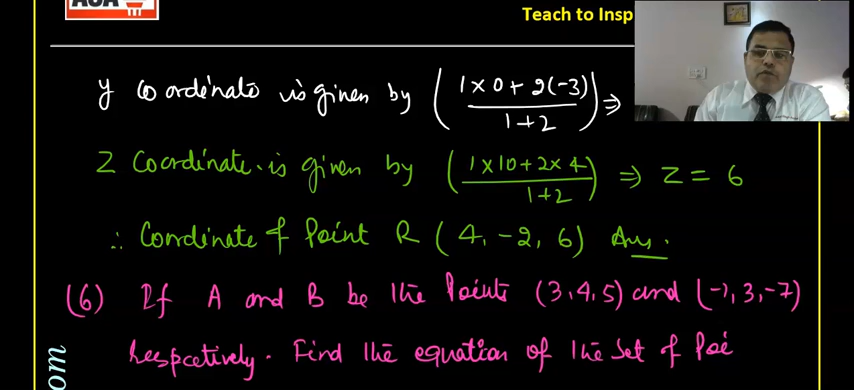 Teach to Insp
y coordinate is given by (1×0+2(-3)/1+2) ⇒
Z Coordinate is given by (1×10+2×4/1+2) ⇒ z = 6
∴ Coordinate of Point R (4, -2, 6) Ans.
(6) If A and B be the Points (3,4,5) and (-1,3,-7)
respectively. Find the equation of the set of Poi
om